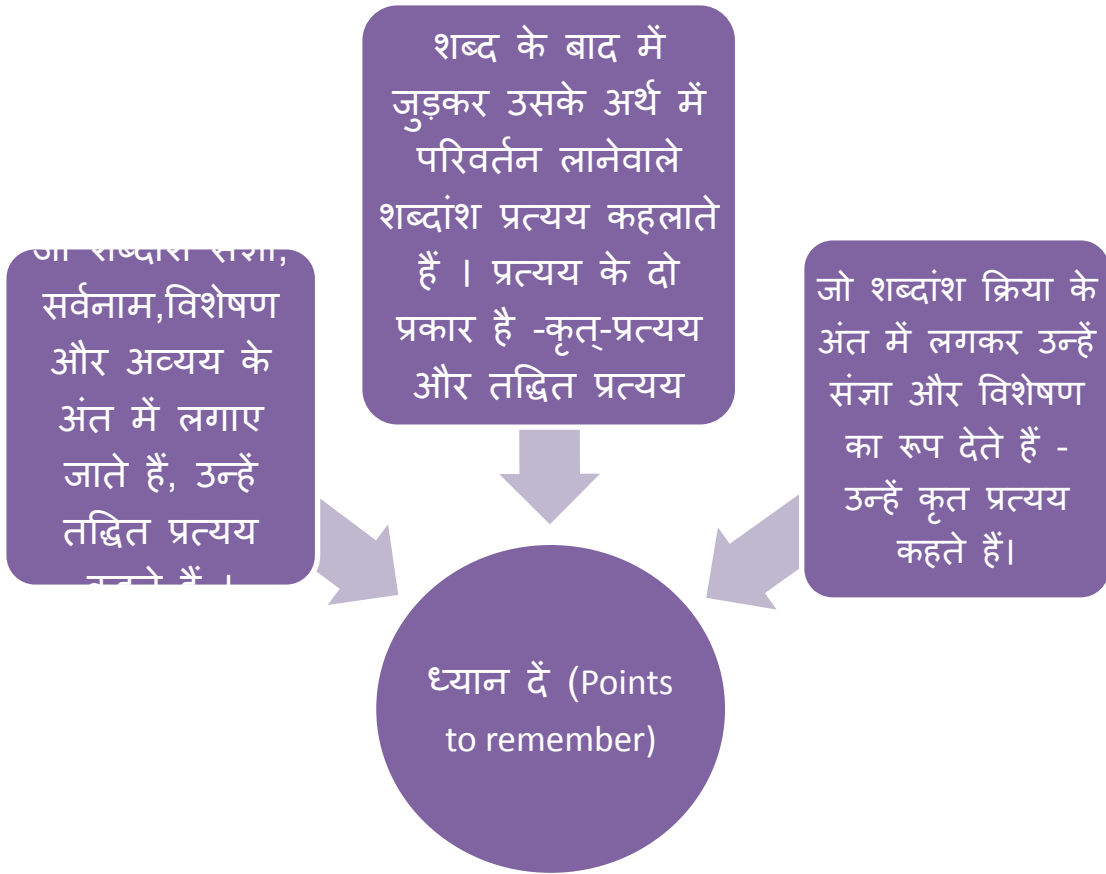 शब्द के बाद में
जुड़कर उसके अर्थ में
परिवर्तन लानेवाले
शब्दांश प्रत्यय कहलाते
हैं । प्रत्यय के दो
प्रकार है -कृत्-प्रत्यय
और तद्धित प्रत्यय
जो शब्दांश संज्ञा,
सर्वनाम,विशेषण
और अव्यय के
अंत में लगाए
जाते हैं, उन्हें
तद्धित प्रत्यय
कहते हैं ।
जो शब्दांश क्रिया के
अंत में लगकर उन्हें
संज्ञा और विशेषण
का रूप देते हैं -
उन्हें कृत प्रत्यय
कहते हैं।
ध्यान दें (Points
to remember)